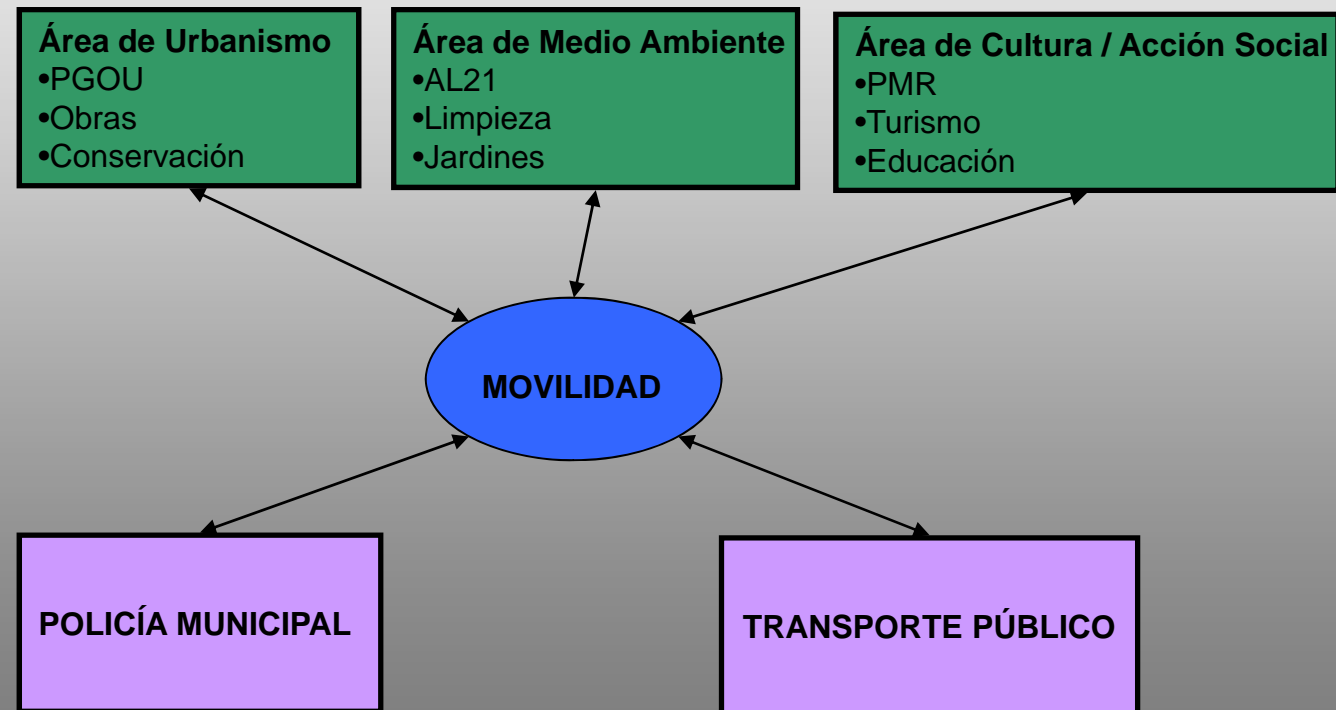 Área de Urbanismo
•PGOU
•Obras
•Conservación
Área de Medio Ambiente
•AL21
•Limpieza
•Jardines
Área de Cultura / Acción Social
•PMR
•Turismo
•Educación
MOVILIDAD
POLICÍA MUNICIPAL
TRANSPORTE PÚBLICO